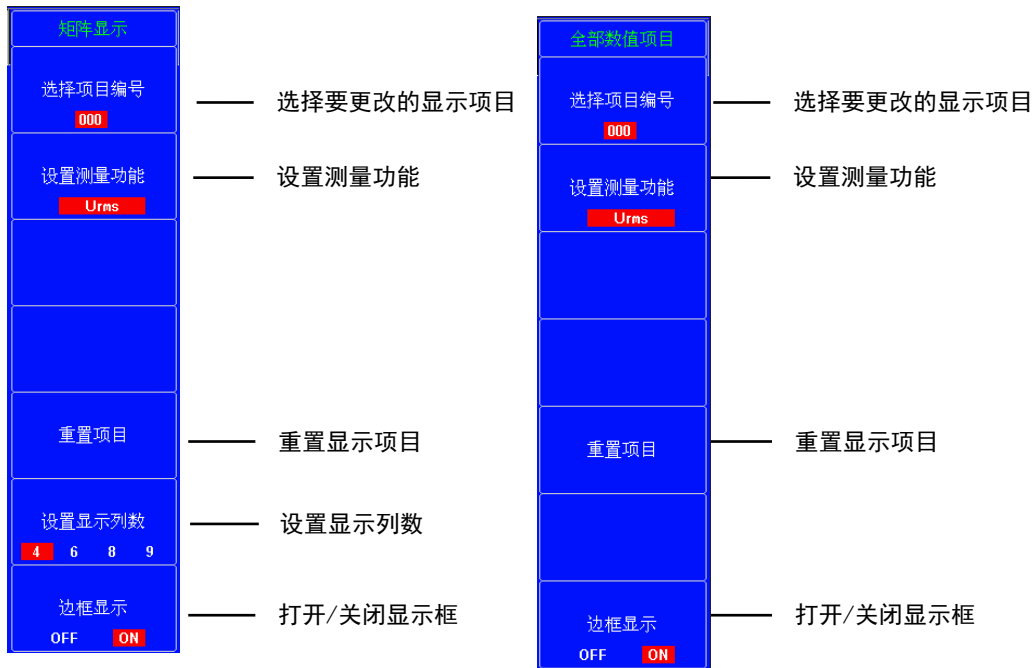 矩阵显示
选择项目编号
000
选择要更改的显示项目
设置测量功能
Urms
设置测量功能
重置项目
重置显示项目
设置显示列数
4 6 8 9
设置显示列数
边框显示
OFF ON
打开/关闭显示框
全部数值项目
选择项目编号
000
选择要更改的显示项目
设置测量功能
Urms
设置测量功能
重置项目
重置显示项目
边框显示
OFF ON
打开/关闭显示框